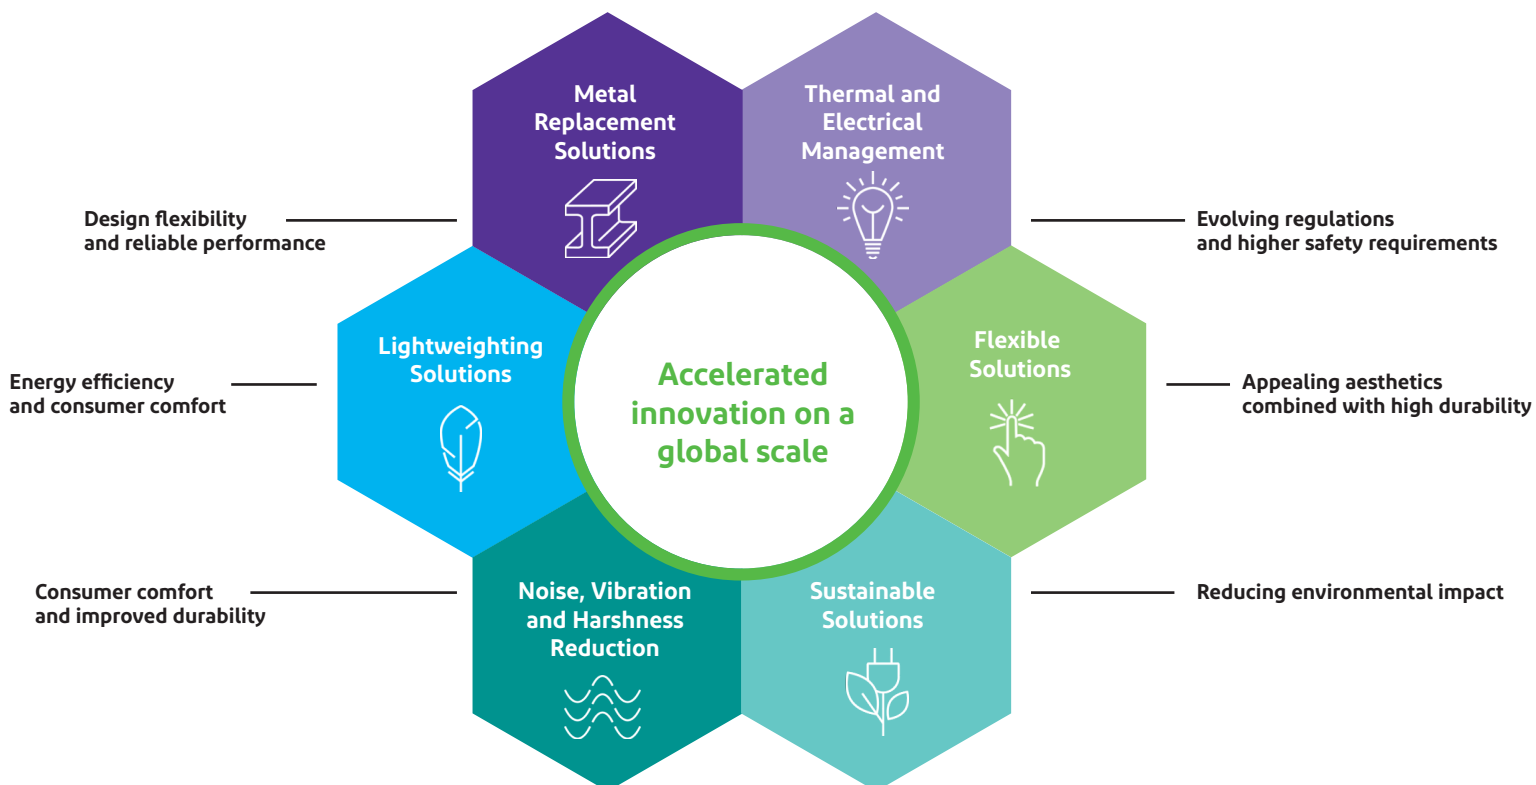 Metal
Replacement
Solutions
Thermal and
Electrical
Management
Design flexibility
and reliable performance
Evolving regulations
and higher safety requirements
Lightweighting
Solutions
Flexible
Solutions
Energy efficiency
and consumer comfort
Accelerated
innovation on a
global scale
Appealing aesthetics
combined with high durability
Consumer comfort
and improved durability
Noise, Vibration
and Harshness
Reduction
Sustainable
Solutions
Reducing environmental impact